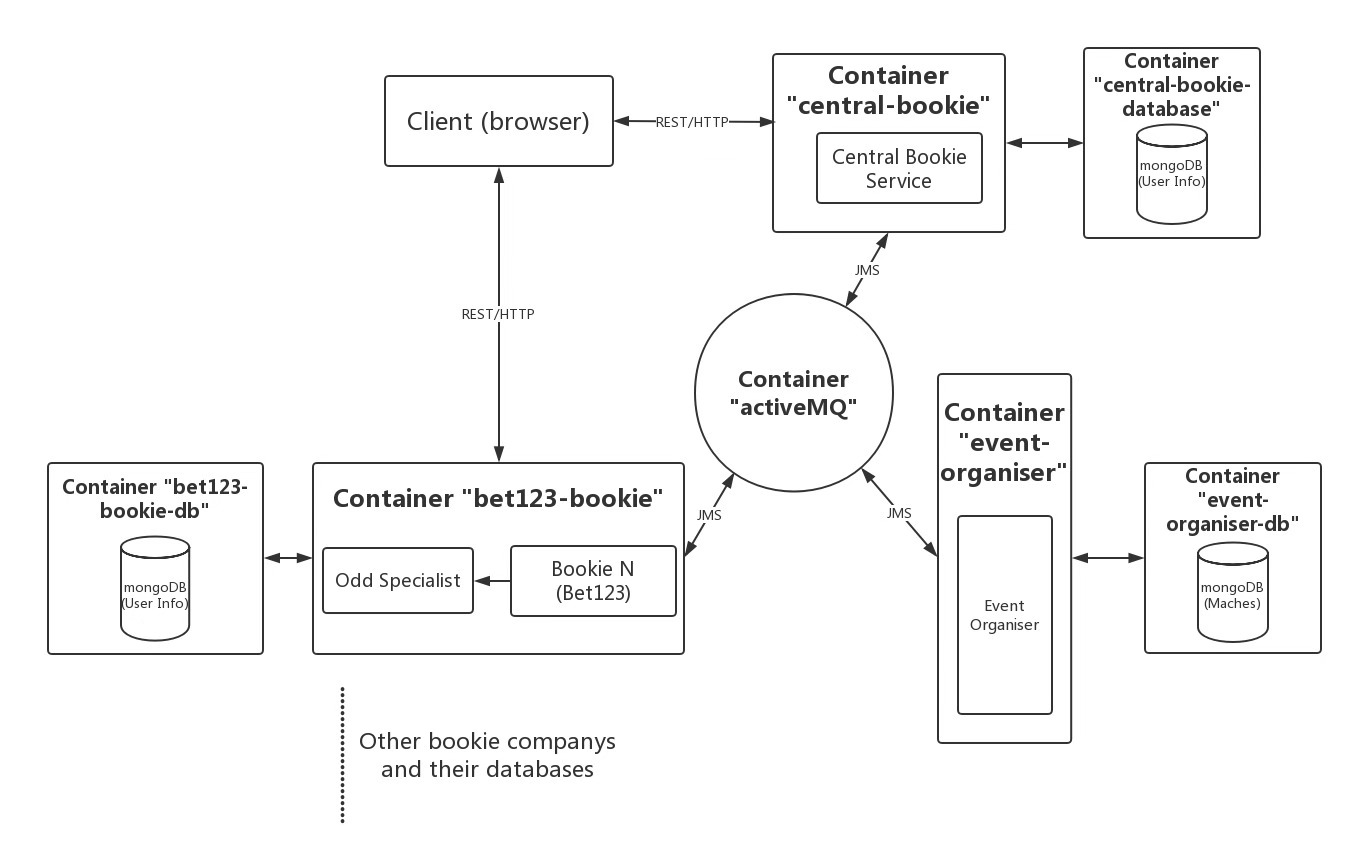 Client (browser)
REST/HTTP
Container
"central-bookie"
Central Bookie
Service
Container
"central-bookie-
database"
mongoDB
(User Info)
JMS
REST/HTTP
Container
"activeMQ"
Container
"event-
organiser"
Event
Organiser
Container
"event-
organiser-db"
mongoDB
(Maches)
JMS
JMS
Container "bet123-
bookie-db"
mongoDB
(User Info)
Container "bet123-bookie"
Odd Specialist
Bookie N
(Bet123)
Other bookie companys
and their databases